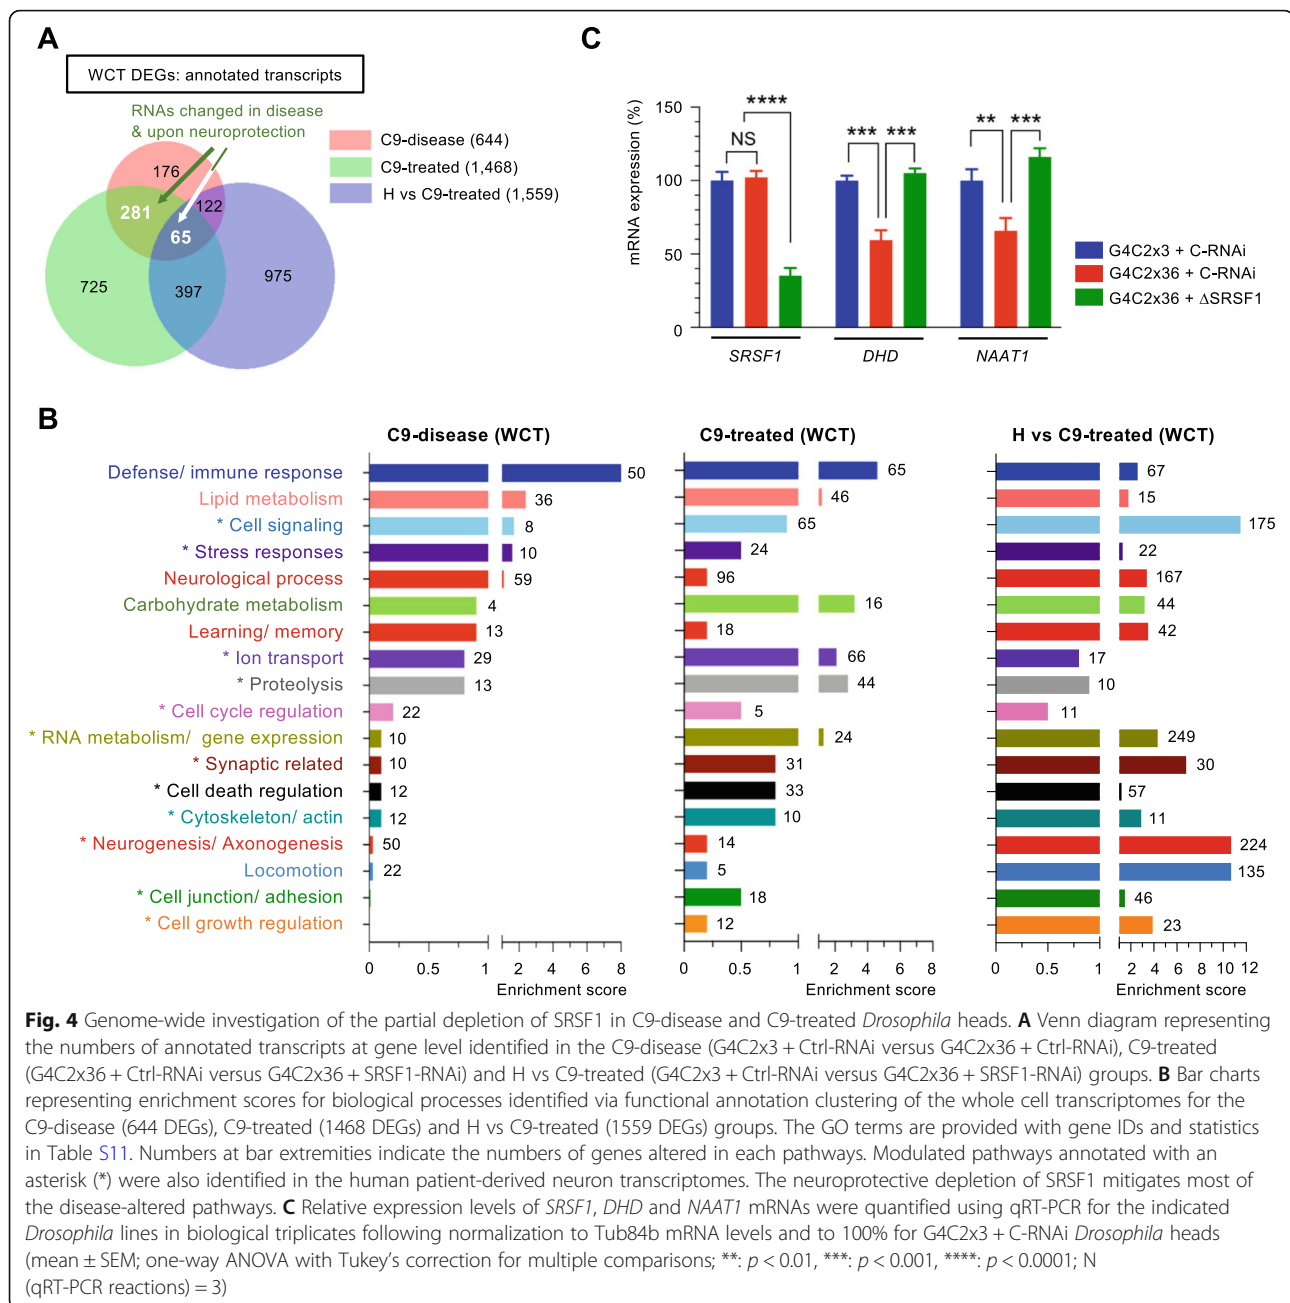 A
WCT DEGs: annotated transcripts
RNAs changed in disease
& upon neuroprotection
C9-disease (644)
C9-treated (1,468)
H vs C9-treated (1,559)
176
281
122
65
725
397
975
C
mRNA expression (%)
150
100
50
0
NS
****
***
***
**
***
SRSF1
DHD
NAAT1
G4C2x3 + C-RNAi
G4C2x36 + C-RNAi
G4C2x36 + ΔSRSF1
B
C9-disease (WCT)
C9-treated (WCT)
H vs C9-treated (WCT)
Defense/ immune response 50 65 67
Lipid metabolism 36 46 15
* Cell signaling 8 65 175
* Stress responses 10 24 22
Neurological process 59 96 167
Carbohydrate metabolism 4 16 44
Learning/ memory 13 18 42
* Ion transport 29 66 17
* Proteolysis 13 44 10
* Cell cycle regulation 22 5 11
* RNA metabolism/ gene expression 10 24 249
* Synaptic related 10 31 30
* Cell death regulation 12 33 57
* Cytoskeleton/ actin 12 10 11
* Neurogenesis/ Axonogenesis 50 14 224
Locomotion 22 5 135
* Cell junction/ adhesion 18 46
* Cell growth regulation 12 23
0 0.5 1 2 4 6 8 0 0.5 1 2 4 6 8 0 0.5 1 2 4 6 8 10 12
Enrichment score Enrichment score Enrichment score
Fig. 4 Genome-wide investigation of the partial depletion of SRSF1 in C9-disease and C9-treated Drosophila heads. A Venn diagram representing
the numbers of annotated transcripts at gene level identified in the C9-disease (G4C2x3 + Ctrl-RNAi versus G4C2x36 + Ctrl-RNAi), C9-treated
(G4C2x36 + Ctrl-RNAi versus G4C2x36 + SRSF1-RNAi) and H vs C9-treated (G4C2x3 + Ctrl-RNAi versus G4C2x36 + SRSF1-RNAi) groups. B Bar charts
representing enrichment scores for biological processes identified via functional annotation clustering of the whole cell transcriptomes for the
C9-disease (644 DEGs), C9-treated (1468 DEGs) and H vs C9-treated (1559 DEGs) groups. The GO terms are provided with gene IDs and statistics
in Table S11. Numbers at bar extremities indicate the numbers of genes altered in each pathways. Modulated pathways annotated with an
asterisk (*) were also identified in the human patient-derived neuron transcriptomes. The neuroprotective depletion of SRSF1 mitigates most of
the disease-altered pathways. C Relative expression levels of SRSF1, DHD and NAAT1 mRNAs were quantified using qRT-PCR for the indicated
Drosophila lines in biological triplicates following normalization to Tub84b mRNA levels and to 100% for G4C2x3 + C-RNAi Drosophila heads
(mean ± SEM; one-way ANOVA with Tukey's correction for multiple comparisons; **: p < 0.01, ***: p < 0.001, ****: p < 0.0001; N
(qRT-PCR reactions) = 3)